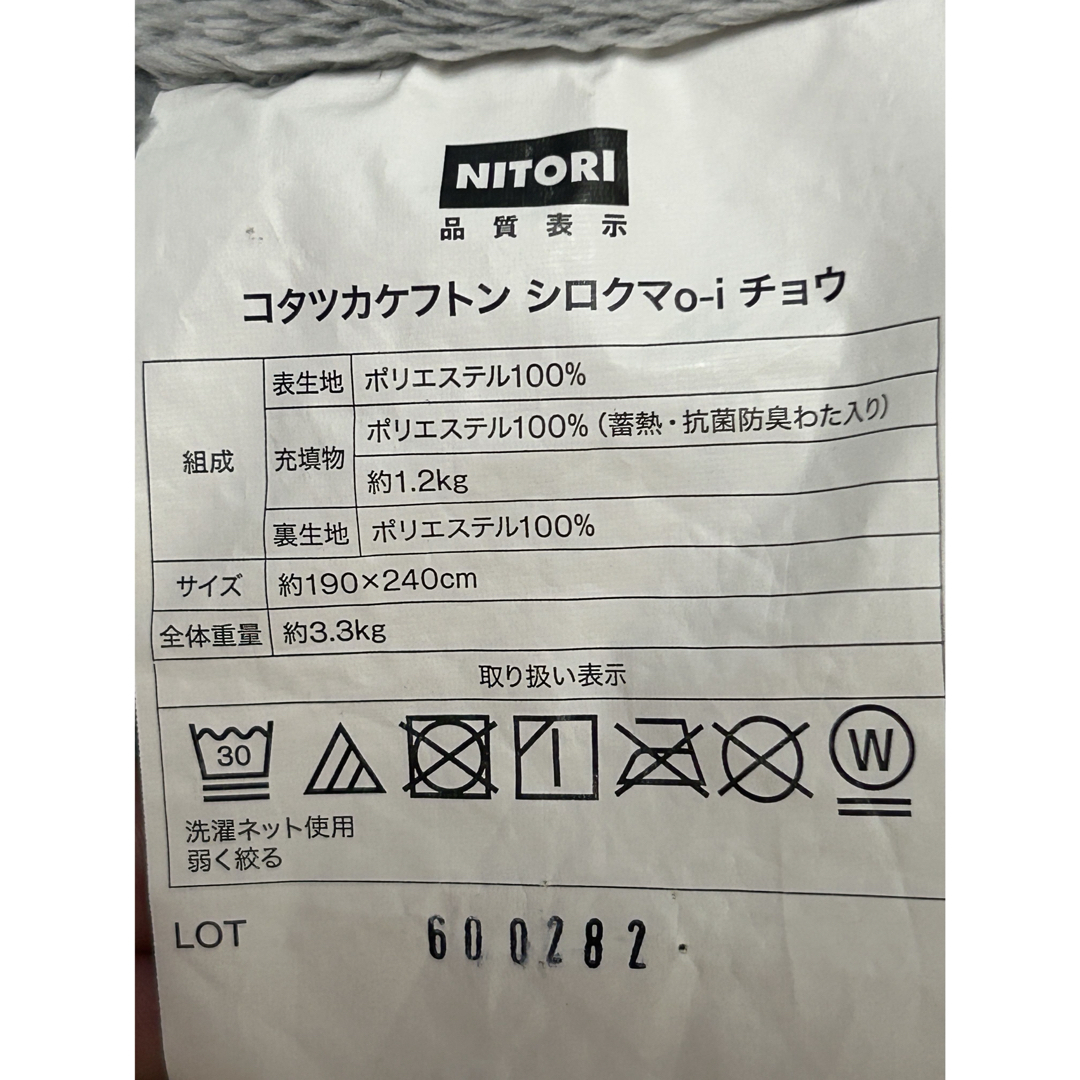 NITORI
品質表示
コタツカケフトン シロクマo-i チョウ
組成
表生地 ポリエステル100%
充填物 ポリエステル100%（蓄熱・抗菌防臭わた入り）
約1.2kg
裏生地 ポリエステル100%
サイズ 約190×240cm
全体重量 約3.3kg
取り扱い表示
30
W
洗濯ネット使用
弱く絞る
LOT 600282